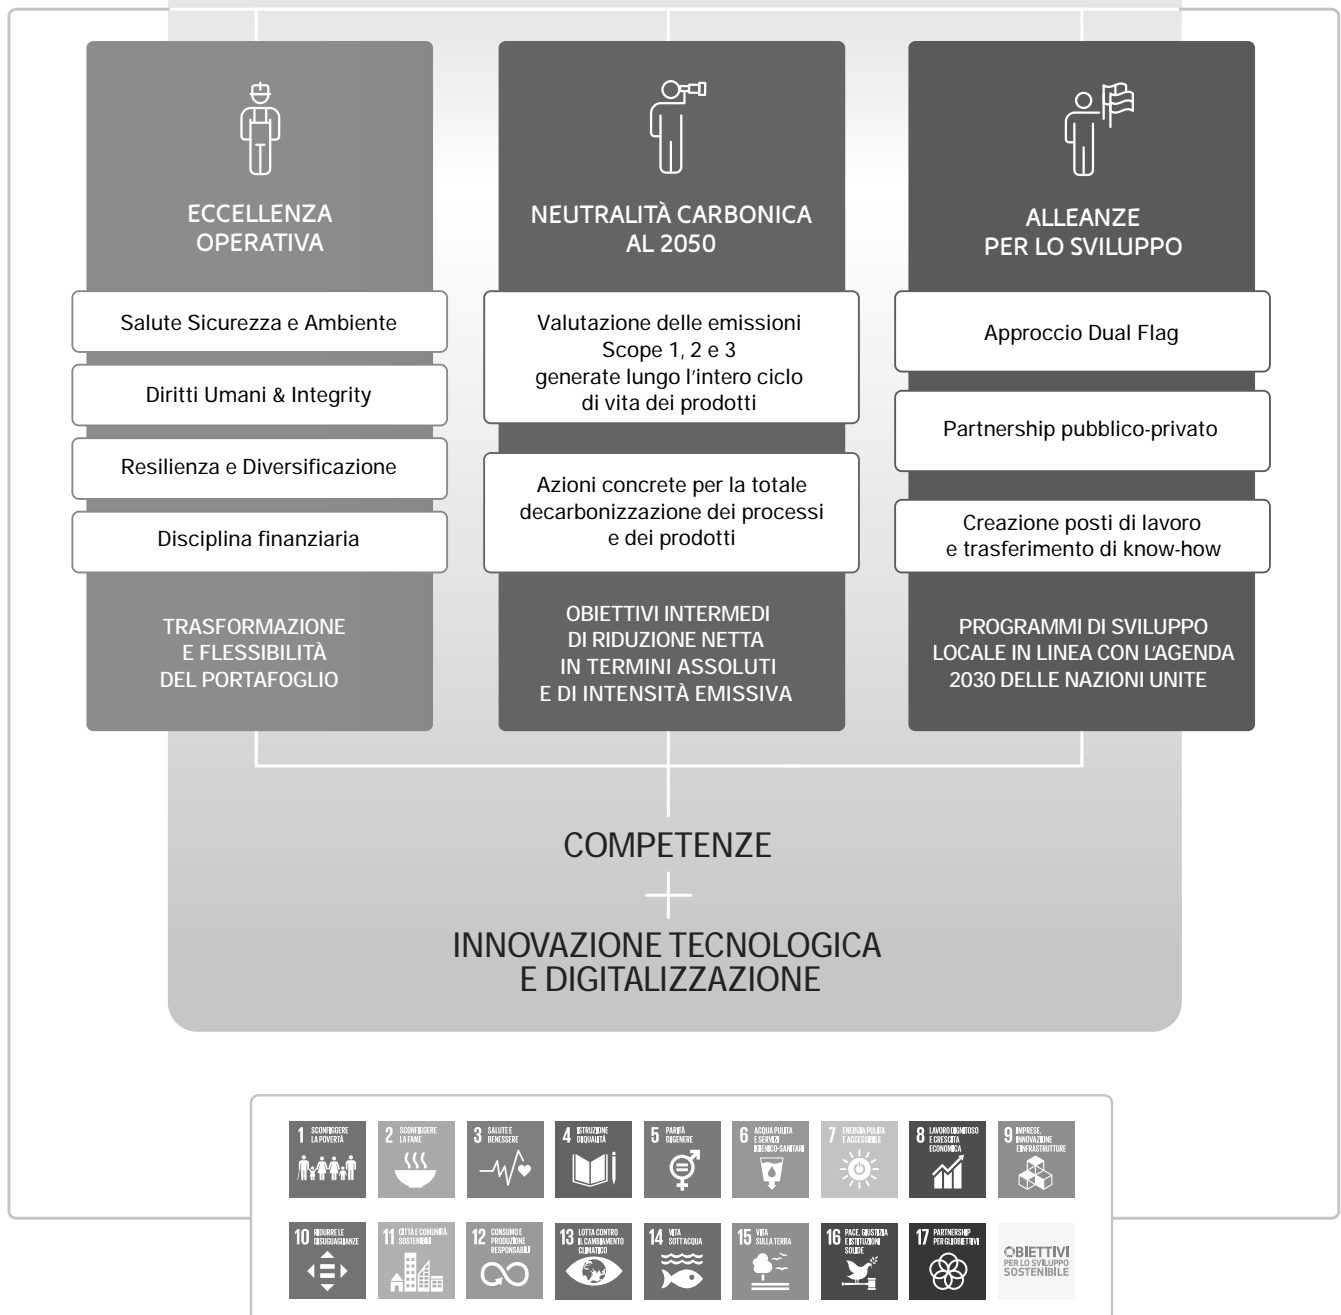 ECCELLENZA
OPERATIVA
Salute Sicurezza e Ambiente
Diritti Umani & Integrity
Resilienza e Diversificazione
Disciplina finanziaria
TRASFORMAZIONE
E FLESSIBILITÀ
DEL PORTAFOGLIO
NEUTRALITÀ CARBONICA
AL 2050
Valutazione delle emissioni
Scope 1, 2 e 3
generate lungo l'intero ciclo
di vita dei prodotti
Azioni concrete per la totale
decarbonizzazione dei processi
e dei prodotti
OBIETTIVI INTERMEDI
DI RIDUZIONE NETTA
IN TERMINI ASSOLUTI
E DI INTENSITÀ EMISSIVA
ALLEANZE
PER LO SVILUPPO
Approccio Dual Flag
Partnership pubblico-privato
Creazione posti di lavoro
e trasferimento di know-how
PROGRAMMI DI SVILUPPO
LOCALE IN LINEA CON L'AGENDA
2030 DELLE NAZIONI UNITE
COMPETENZE
+
INNOVAZIONE TECNOLOGICA
E DIGITALIZZAZIONE
1 SCONFIGGERE
LA POVERTÀ
2 SCONFIGGERE
LA FAME
3 SALUTE E
BENESSERE
4 ISTRUZIONE
DI QUALITÀ
5 PARITÀ
DI GENERE
6 ACQUA PULITA
E SERVIZI
IGIENICO-SANITARI
7 ENERGIA PULITA
E ACCESSIBILE
8 LAVORO DIGNITOSO
E CRESCITA
ECONOMICA
9 IMPRESE,
INNOVAZIONE
E INFRASTRUTTURE
10 RIDURRE LE
DISUGUAGLIANZE
11 CITTÀ E COMUNITÀ
SOSTENIBILI
12 CONSUMO E
PRODUZIONE
RESPONSABILI
13 LOTTA CONTRO
IL CAMBIAMENTO
CLIMATICO
14 VITA
SOTT'ACQUA
15 VITA
SULLA TERRA
16 PACE, GIUSTIZIA
E ISTITUZIONI
SOLIDE
17 PARTNERSHIP
PER GLI OBIETTIVI
OBIETTIVI
PER LO SVILUPPO
SOSTENIBILE